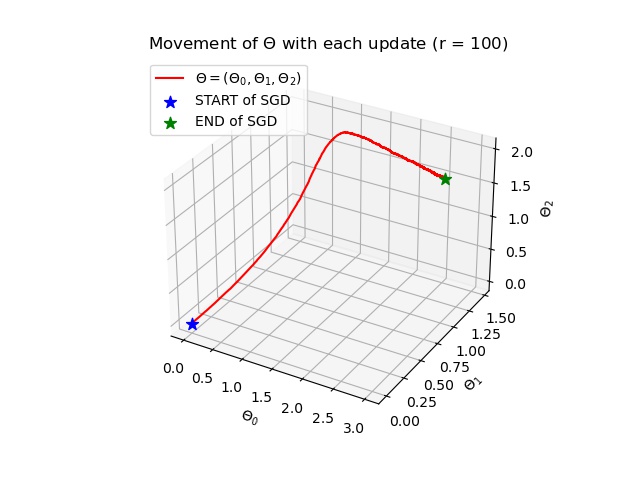 Movement of Θ with each update (r = 100)
Θ = (Θ₀, Θ₁, Θ₂)
START of SGD
END of SGD
2.0
1.5
1.0
0.5
0.0
Θ₂
0.0
0.5
1.0
1.5
2.0
2.5
3.0
Θ₀
0.00
0.25
0.50
0.75
1.00
1.25
1.50
Θ₁